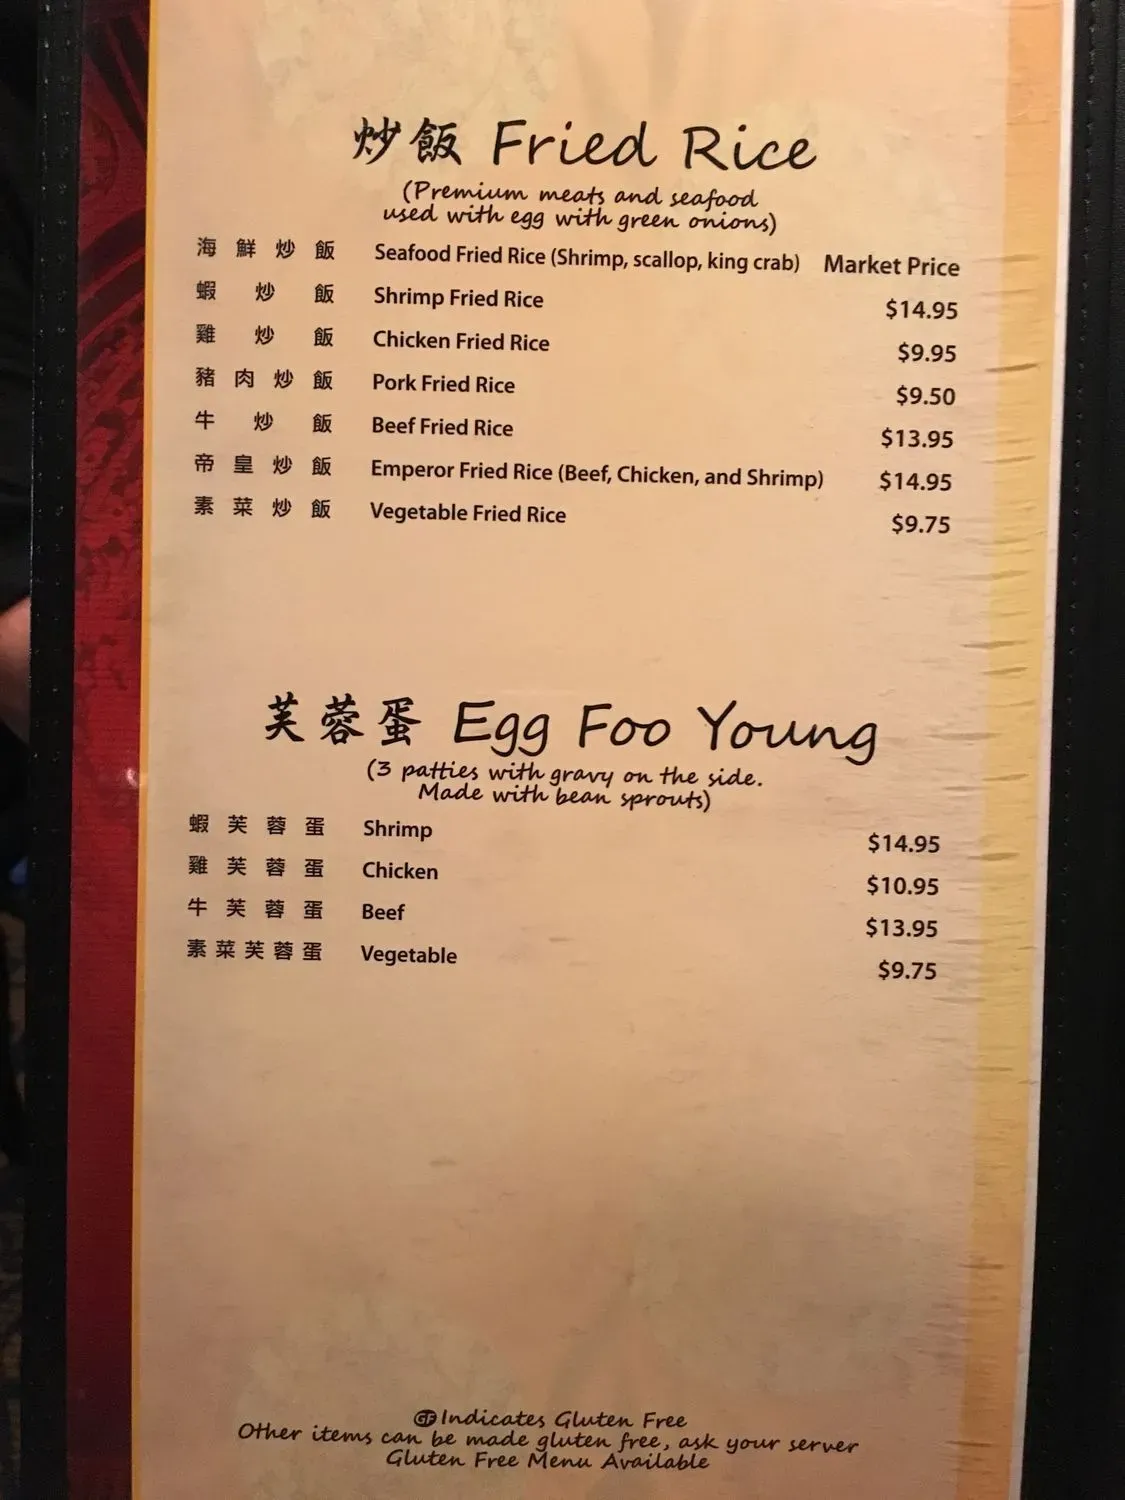 炒飯 Fried Rice
(Premium meats and seafood
used with egg with green onions)
海鮮炒飯 Seafood Fried Rice (Shrimp, scallop, king crab) Market Price
蝦炒飯 Shrimp Fried Rice $14.95
雞炒飯 Chicken Fried Rice $9.95
豬肉炒飯 Pork Fried Rice $9.50
牛炒飯 Beef Fried Rice $13.95
帝皇炒飯 Emperor Fried Rice (Beef, Chicken, and Shrimp) $14.95
素菜炒飯 Vegetable Fried Rice $9.75
芙蓉蛋 Egg Foo Young
(3 patties with gravy on the side.
Made with bean sprouts)
蝦芙蓉蛋 Shrimp $14.95
雞芙蓉蛋 Chicken $10.95
牛芙蓉蛋 Beef $13.95
素菜芙蓉蛋 Vegetable $9.75
GF Indicates Gluten Free
Other items can be made gluten free, ask your server
Gluten Free Menu Available